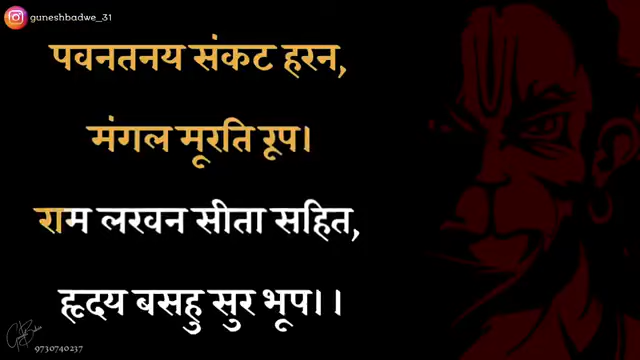 guneshbadwe_31
पवनतनय संकट हरन,
मंगल मूरति रूप।
राम लखन सीता सहित,
हृदय बसहु सुर भूप।।
9730740237